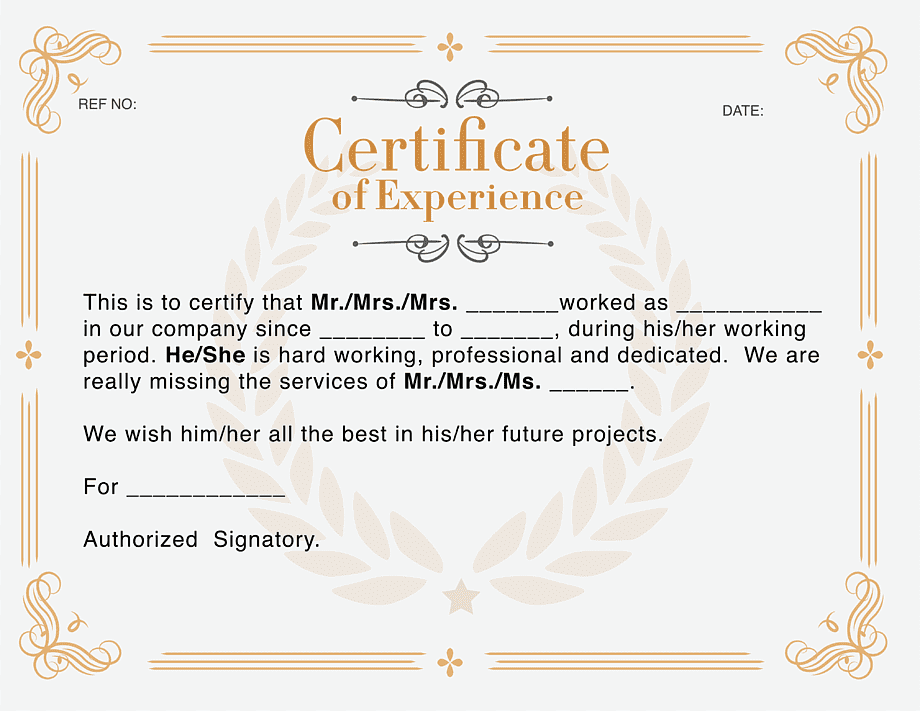 REF NO:
DATE:
Certificate
of Experience
This is to certify that Mr./Mrs./Mrs. _______worked as ___________
in our company since ________ to _______, during his/her working
period. He/She is hard working, professional and dedicated.  We are
really missing the services of Mr./Mrs./Ms. ______.
We wish him/her all the best in his/her future projects.
For ____________
Authorized  Signatory.